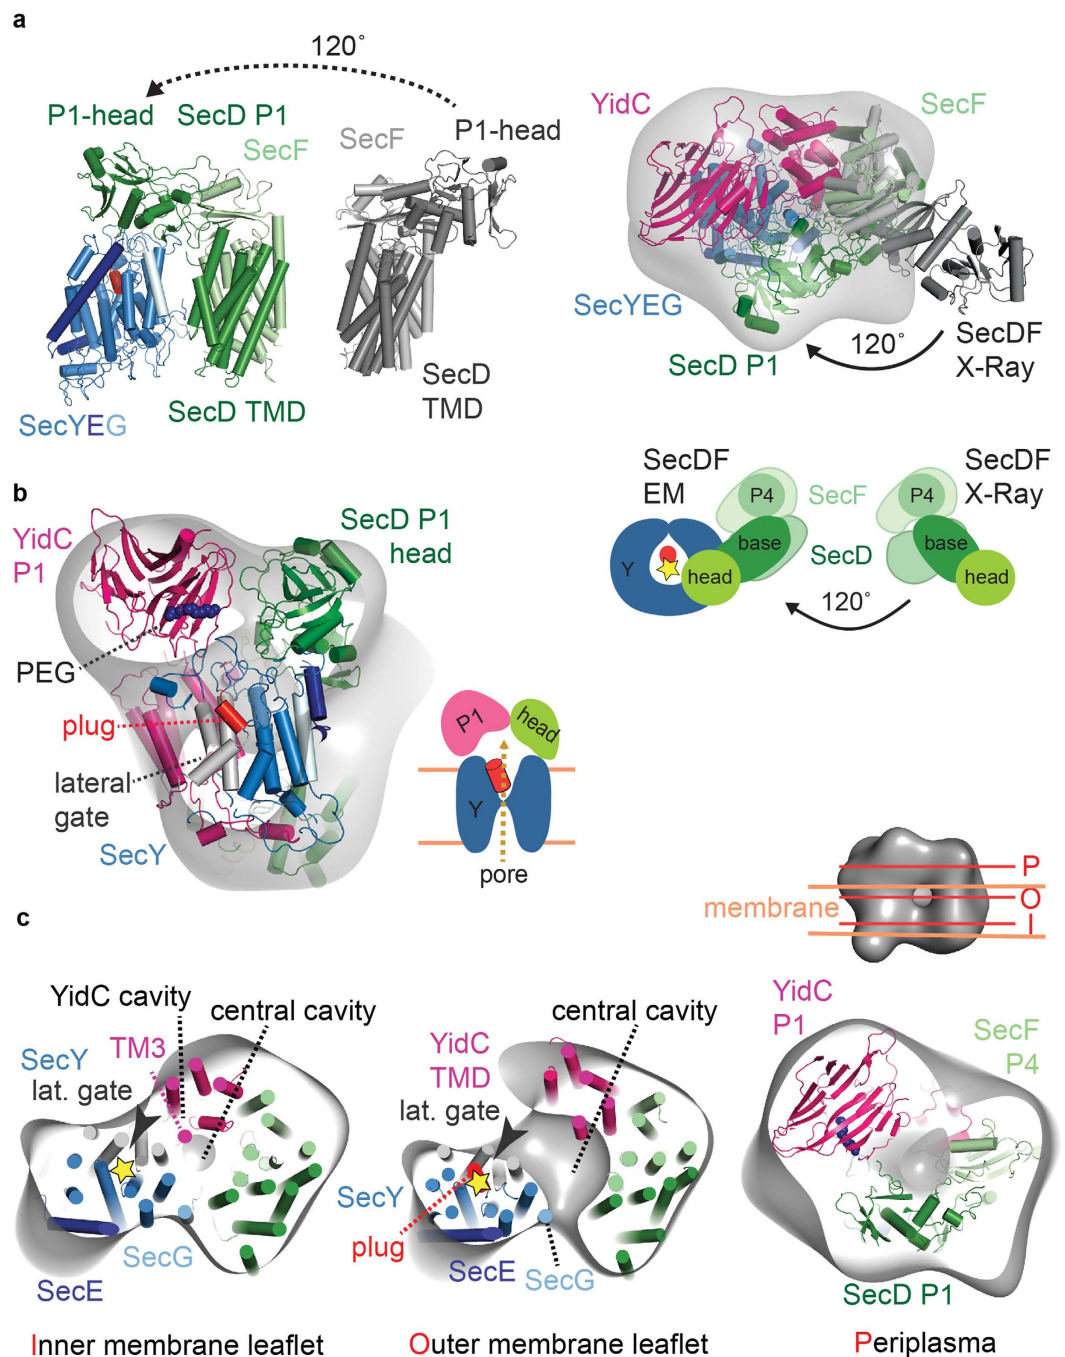 a
120°
P1-head
SecD P1
SecF
SecF
P1-head
SecYEG
SecD TMD
SecD
TMD
YidC
SecF
SecYEG
SecD P1
120°
SecDF
X-Ray
SecDF
EM
SecDF
X-Ray
P4
SecF
P4
Y
base
SecD
base
head
head
120°
b
YidC
P1
SecD P1
head
PEG
plug
lateral
gate
SecY
P1
head
Y
pore
P
membrane
O
I
c
YidC cavity
central cavity
SecY
TM3
lat. gate
SecG
SecE
Inner membrane leaflet
central cavity
YidC
TMD
lat. gate
SecY
plug
SecE
SecG
Outer membrane leaflet
YidC
P1
SecF
P4
SecD P1
Periplasma